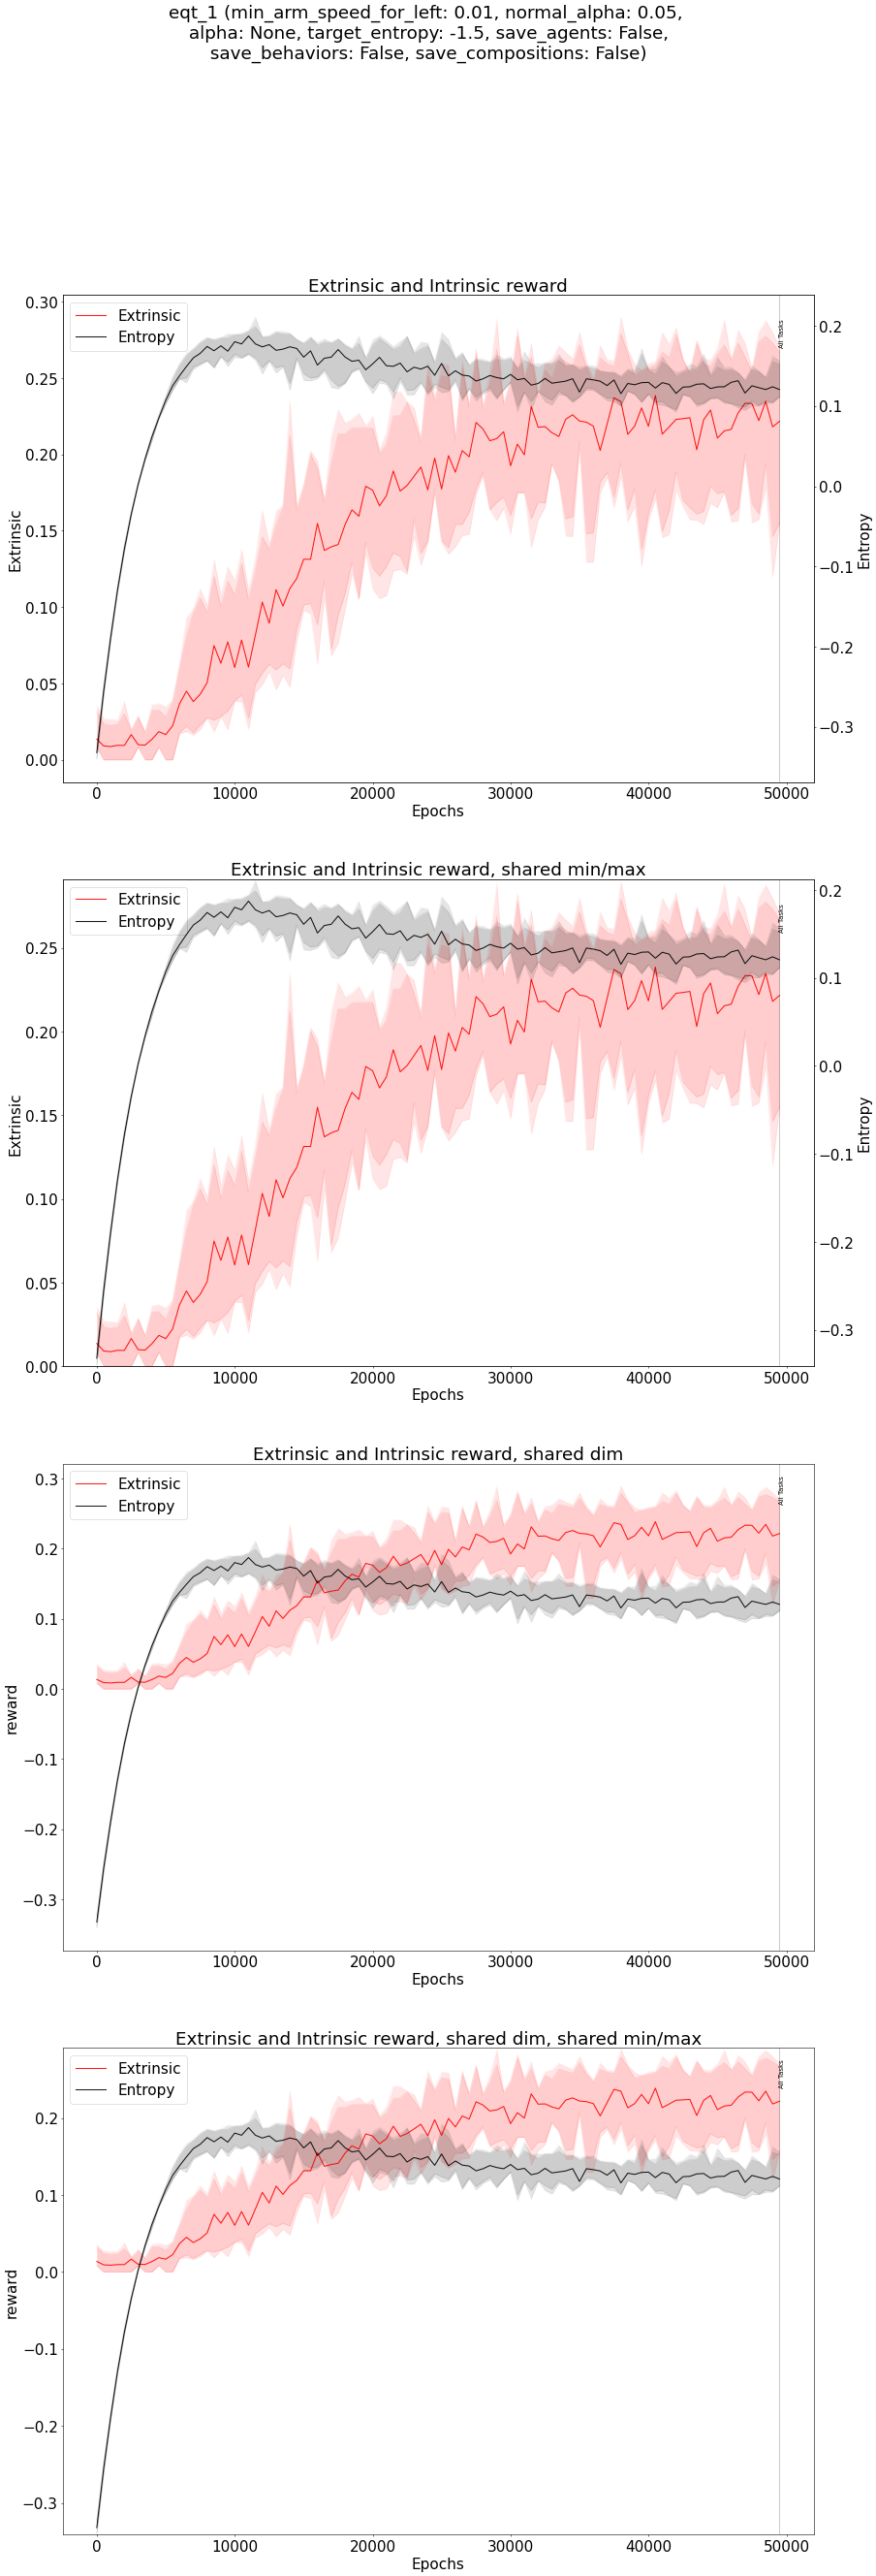 eqt_1 (min_arm_speed_for_left: 0.01, normal_alpha: 0.05,
alpha: None, target_entropy: -1.5, save_agents: False,
save_behaviors: False, save_compositions: False)
Extrinsic and Intrinsic reward
Extrinsic
Entropy
All Tasks
0.30
0.25
0.20
0.15
0.10
0.05
0.00
Extrinsic
0.2
0.1
0.0
−0.1
−0.2
−0.3
Entropy
0 10000 20000 30000 40000 50000
Epochs
Extrinsic and Intrinsic reward, shared min/max
Extrinsic
Entropy
All Tasks
0.25
0.20
0.15
0.10
0.05
0.00
Extrinsic
0.2
0.1
0.0
−0.1
−0.2
−0.3
Entropy
0 10000 20000 30000 40000 50000
Epochs
Extrinsic and Intrinsic reward, shared dim
Extrinsic
Entropy
All Tasks
0.3
0.2
0.1
0.0
−0.1
−0.2
−0.3
reward
0 10000 20000 30000 40000 50000
Epochs
Extrinsic and Intrinsic reward, shared dim, shared min/max
Extrinsic
Entropy
All Tasks
0.2
0.1
0.0
−0.1
−0.2
−0.3
reward
0 10000 20000 30000 40000 50000
Epochs